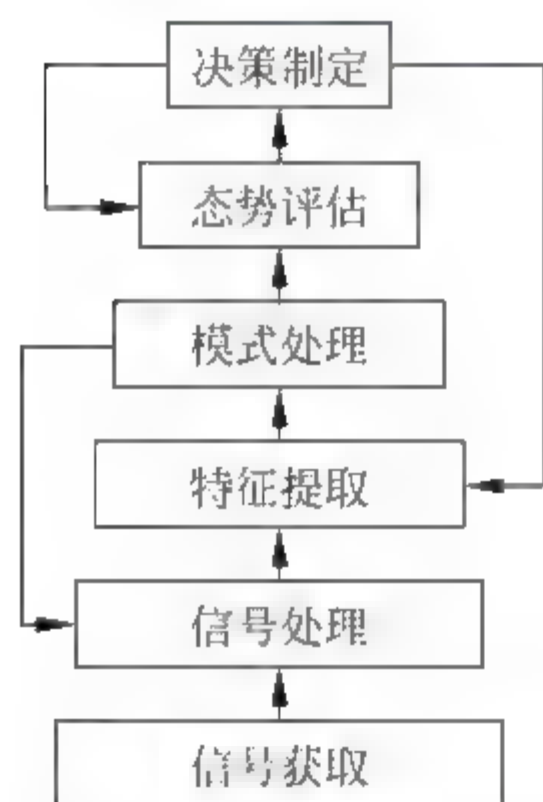 决策制定
态势评估
模式处理
特征提取
信号处理
信号获取